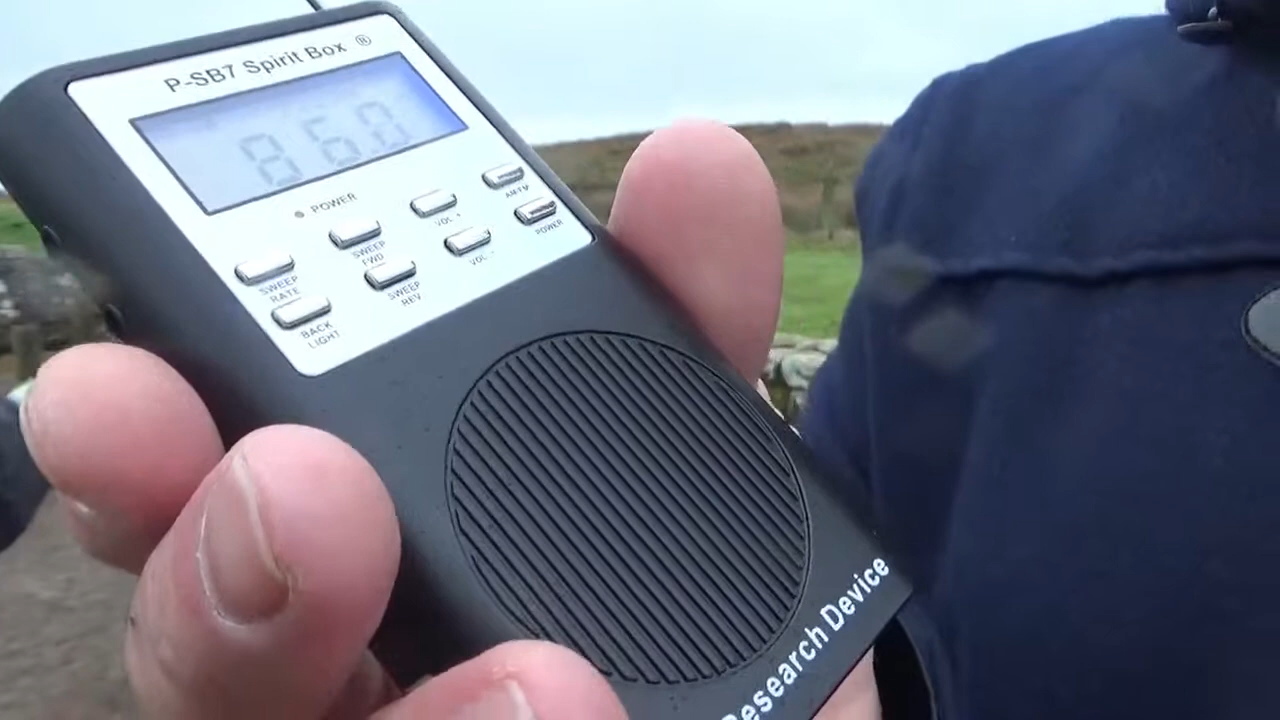 P-SB7 Spirit Box ®
86.0
POWER
AM/FM
VOL +
POWER
SWEEP
FWD
VOL -
SWEEP
RATE
SWEEP
REV
BACK
LIGHT
Research Device